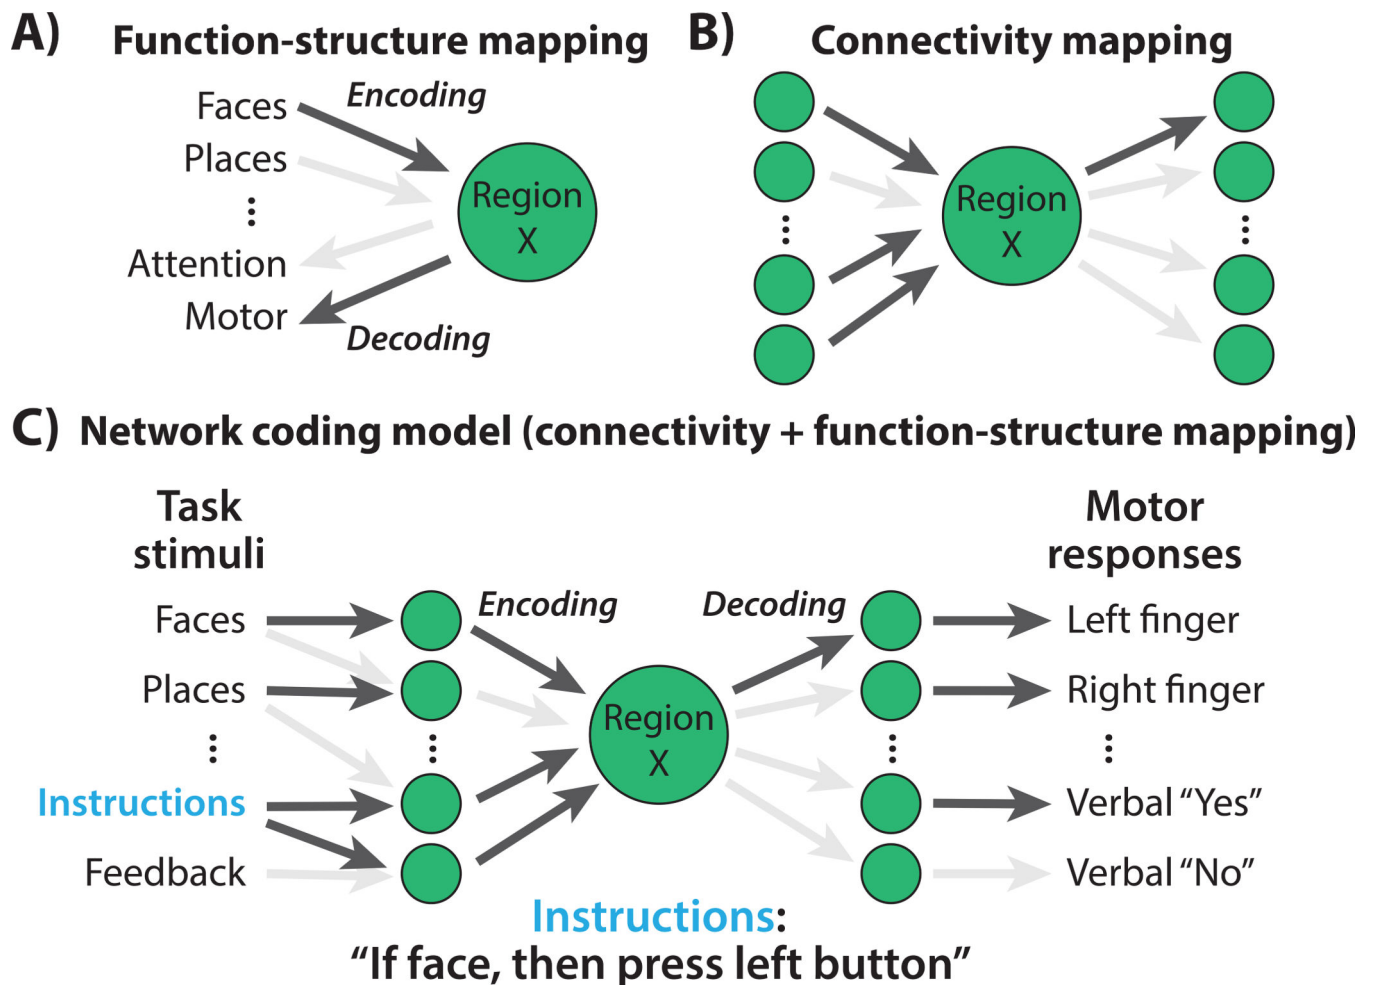 A) Function-structure mapping
Faces
Encoding
Places
⋮
Attention
Motor
Decoding
Region
X
B) Connectivity mapping
⋮
Region
X
⋮
C) Network coding model (connectivity + function-structure mapping)
Task
stimuli
Faces
Places
⋮
Instructions
Feedback
⋮
Encoding
Region
X
Decoding
⋮
Motor
responses
Left finger
Right finger
⋮
Verbal “Yes”
Verbal “No”
Instructions:
“If face, then press left button”